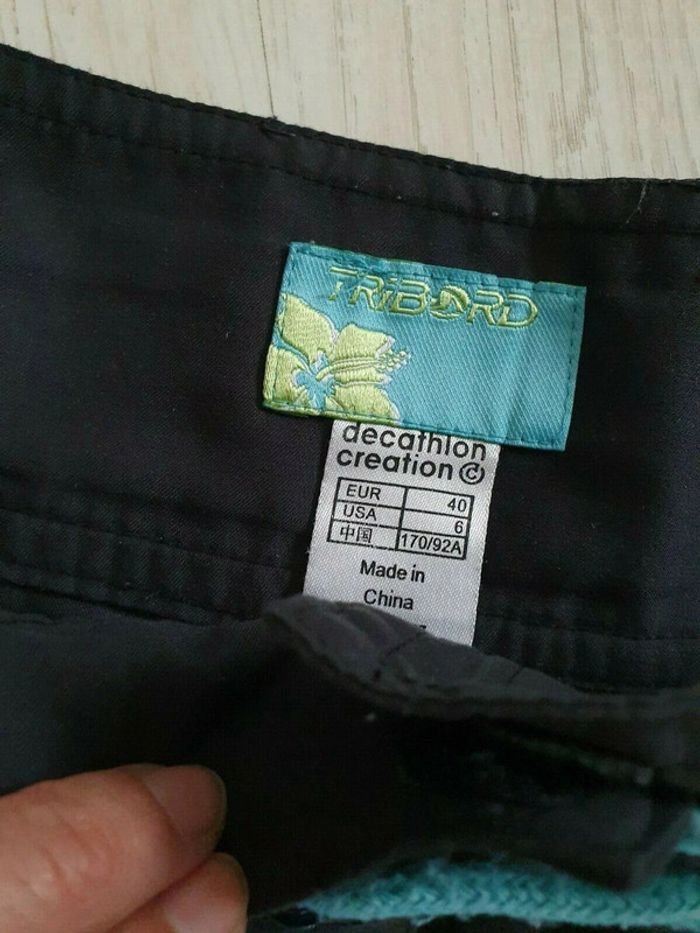 TRIBORD
decathlon
creation ©
EUR 40
USA 6
中国 170/92A
Made in
China